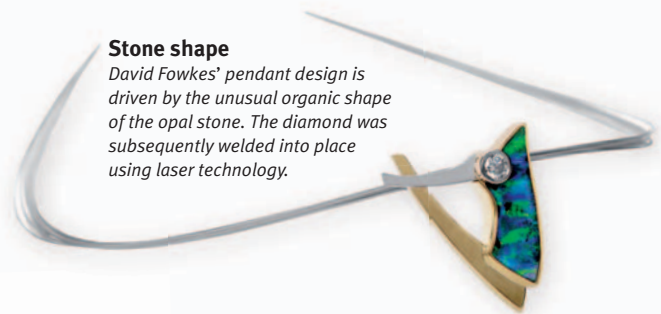 Stone shape
David Fowkes’ pendant design is
driven by the unusual organic shape
of the opal stone. The diamond was
subsequently welded into place
using laser technology.